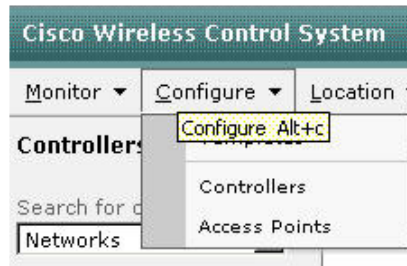 Cisco Wireless Control System
Monitor Configure Location
Configure Alt+c
Controllers
Controllers
Search for
Access Points
Networks